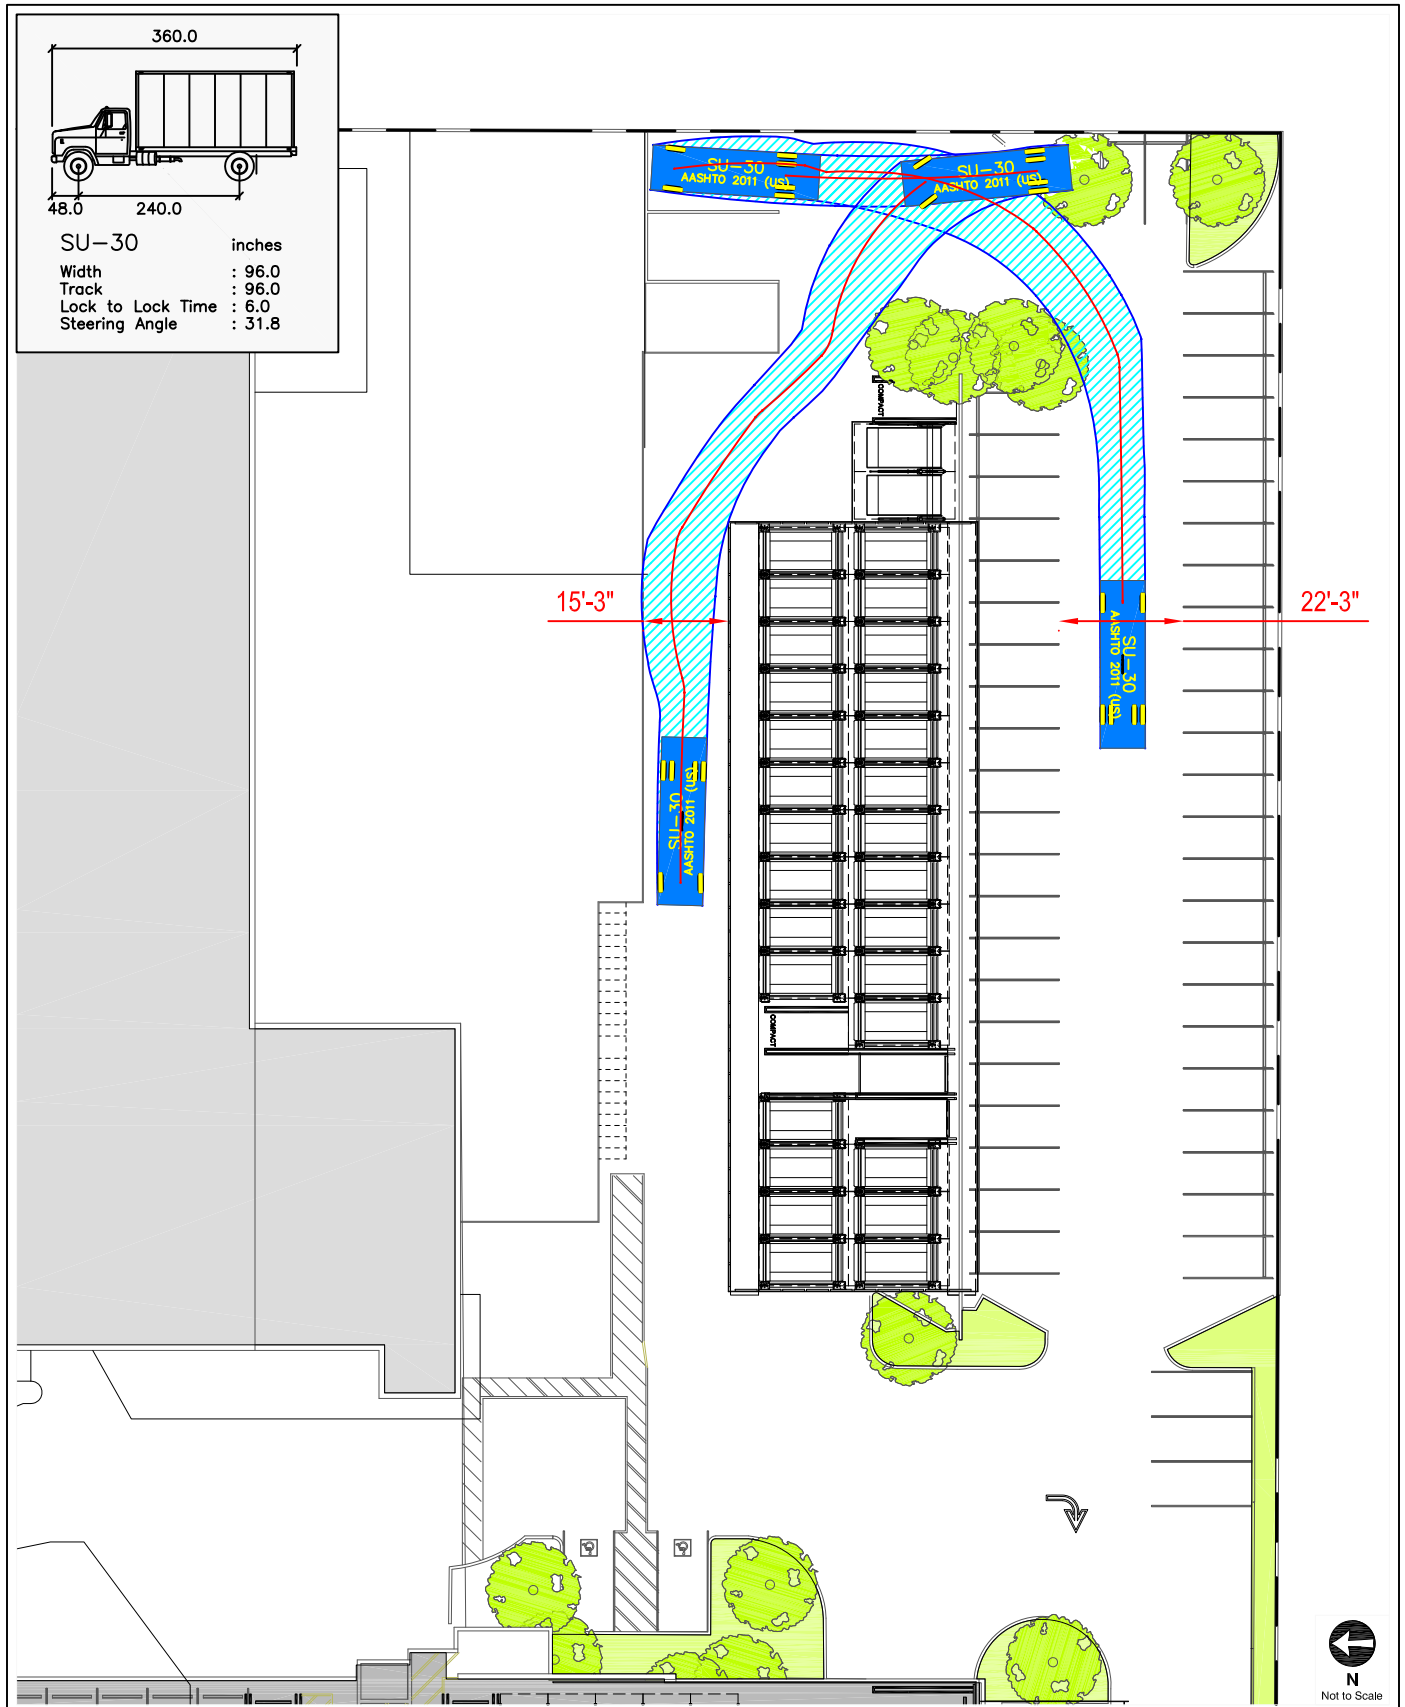 360.0
48.0
240.0
SU-30
inches
Width : 96.0
Track : 96.0
Lock to Lock Time : 6.0
Steering Angle : 31.8
SU-30
AASHTO 2011 (US)
SU-30
AASHTO 2011 (US)
COMPACT
15'-3"
22'-3"
SU-30
AASHTO 2011 (US)
SU-30
AASHTO 2011 (US)
COMPACT
N
Not to Scale